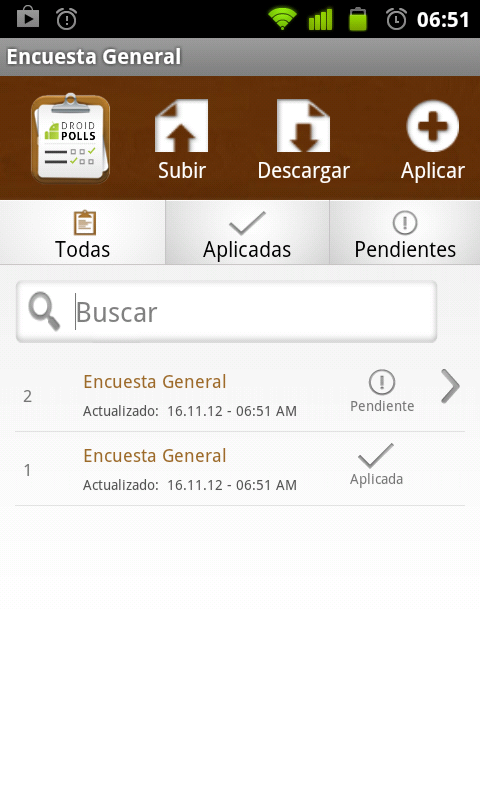 06:51
Encuesta General
DROID
POLLS
Subir
Descargar
Aplicar
Todas
Aplicadas
Pendientes
Buscar
2
Encuesta General
Actualizado: 16.11.12 - 06:51 AM
Pendiente
1
Encuesta General
Actualizado: 16.11.12 - 06:51 AM
Aplicada